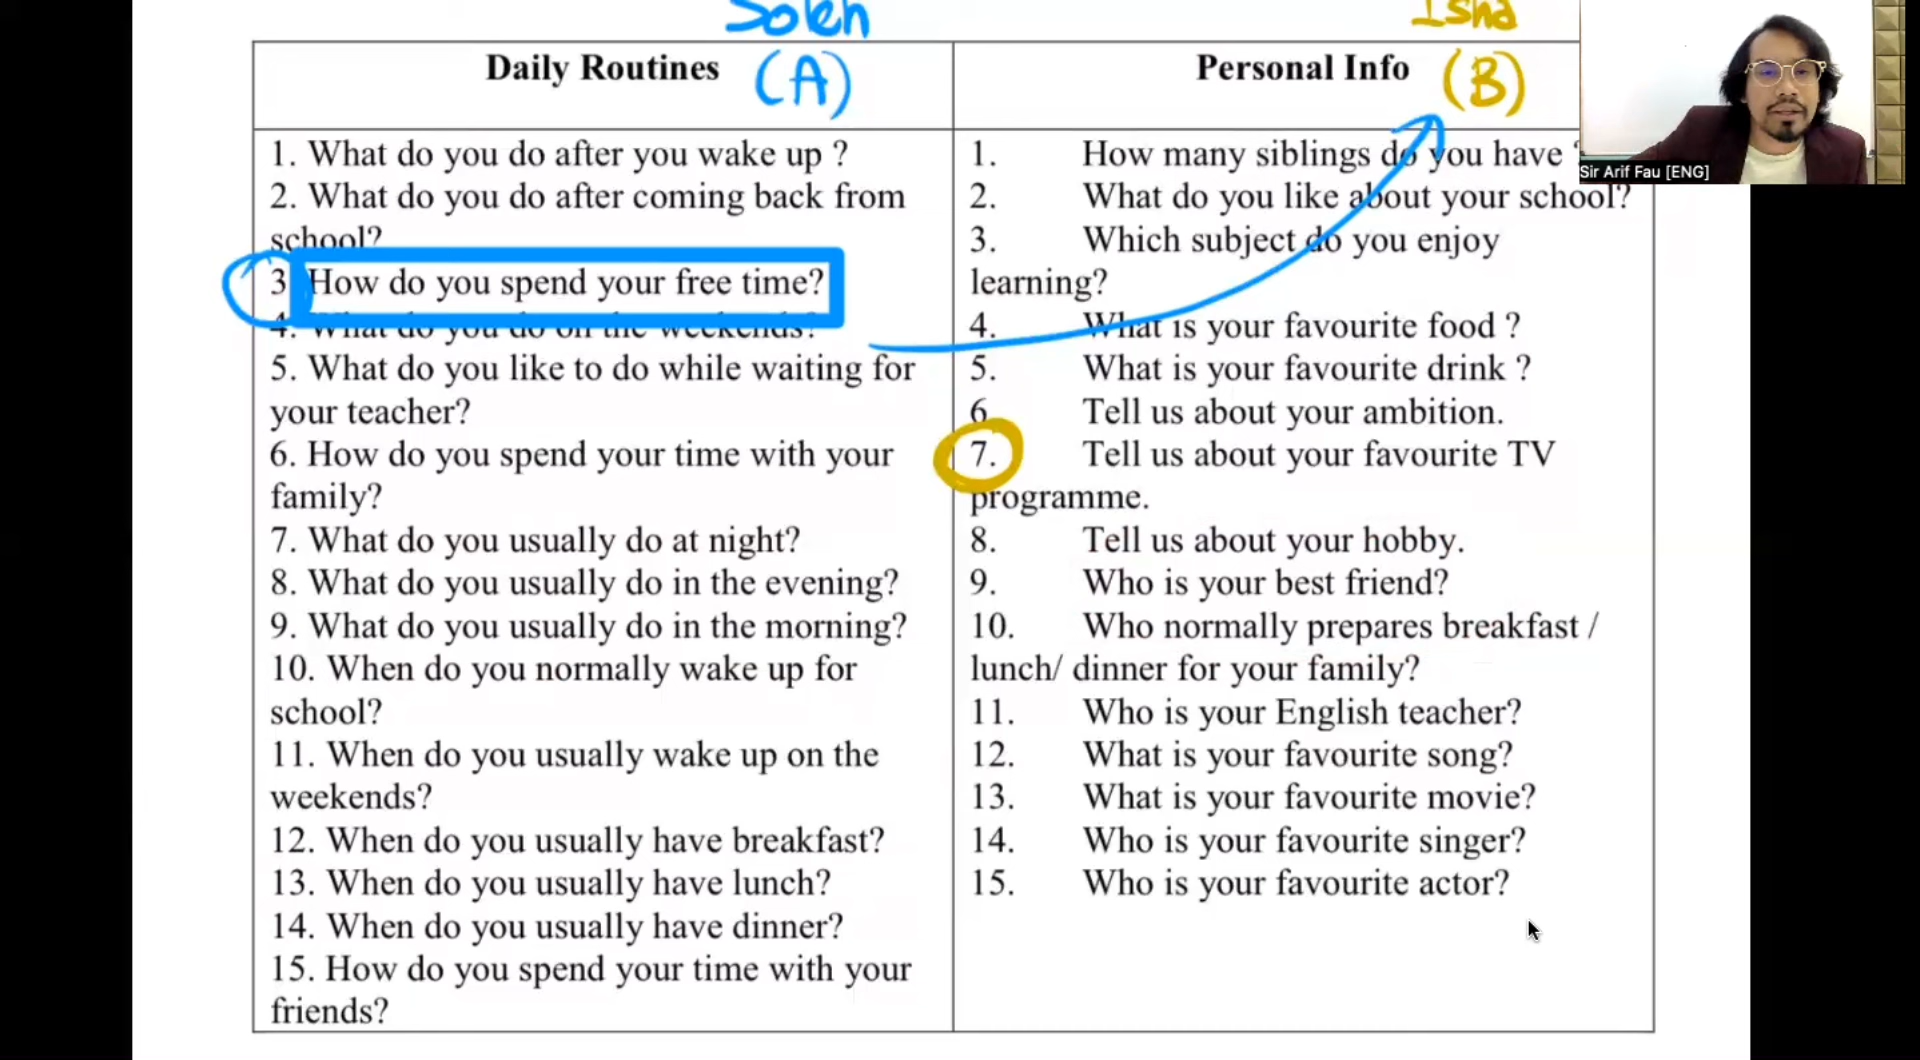 Soleh
Isha
Daily Routines (A)
Personal Info (B)
1. What do you do after you wake up ?
2. What do you do after coming back from
school?
3 How do you spend your free time?
4. What do you do on the weekends?
5. What do you like to do while waiting for
your teacher?
6. How do you spend your time with your
family?
7. What do you usually do at night?
8. What do you usually do in the evening?
9. What do you usually do in the morning?
10. When do you normally wake up for
school?
11. When do you usually wake up on the
weekends?
12. When do you usually have breakfast?
13. When do you usually have lunch?
14. When do you usually have dinner?
15. How do you spend your time with your
friends?
1. How many siblings do you have ?
2. What do you like about your school?
3. Which subject do you enjoy
learning?
4. What is your favourite food ?
5. What is your favourite drink ?
6 Tell us about your ambition.
7. Tell us about your favourite TV
programme.
8. Tell us about your hobby.
9. Who is your best friend?
10. Who normally prepares breakfast /
lunch/ dinner for your family?
11. Who is your English teacher?
12. What is your favourite song?
13. What is your favourite movie?
14. Who is your favourite singer?
15. Who is your favourite actor?
Sir Arif Fau [ENG]